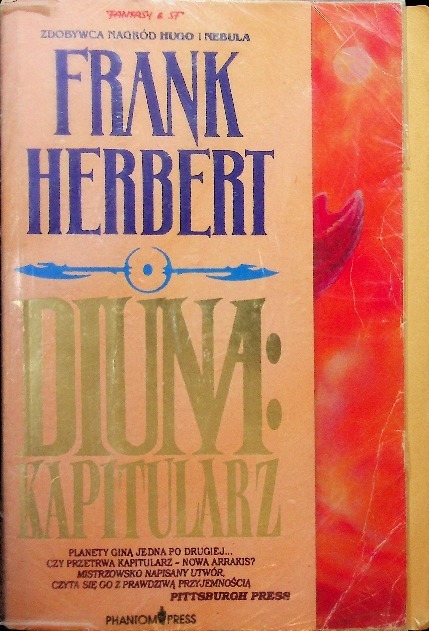 FANTASY & SF
ZDOBYWCA NAGRÓD HUGO I NEBULA
FRANK
HERBERT
DIUNA:
KAPITULARZ
PLANETY GINĄ JEDNA PO DRUGIEJ...
CZY PRZETRWA KAPITULARZ – NOWA ARRAKIS?
MISTRZOWSKO NAPISANY UTWÓR,
CZYTA SIĘ GO Z PRAWDZIWĄ PRZYJEMNOŚCIĄ
PITTSBURGH PRESS
PHANTOM PRESS